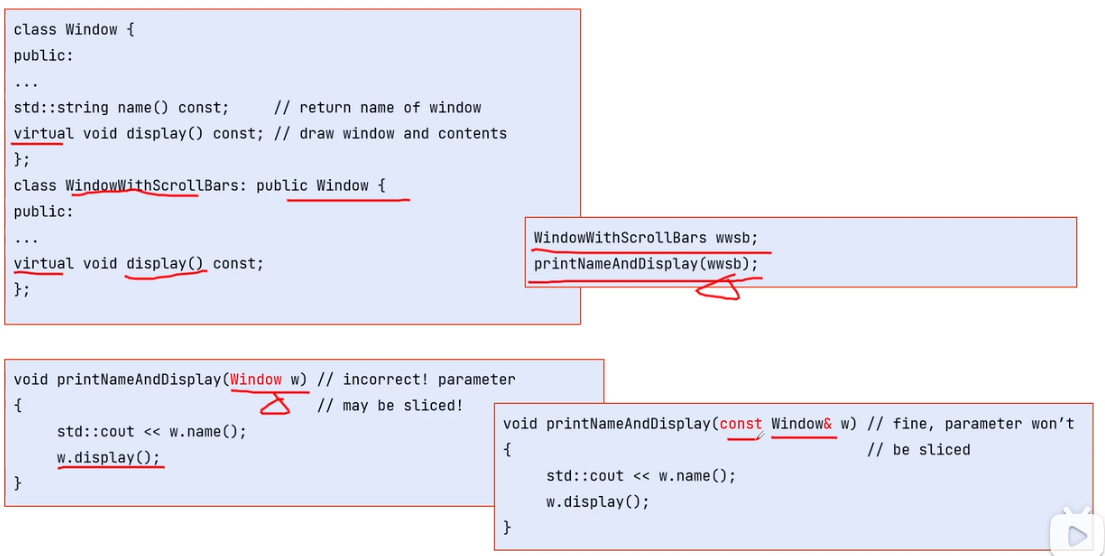 class Window {
public:
...
std::string name() const;     // return name of window
virtual void display() const; // draw window and contents
};
class WindowWithScrollBars: public Window {
public:
...
virtual void display() const;
};
WindowWithScrollBars wwsb;
printNameAndDisplay(wwsb);
void printNameAndDisplay(Window w) // incorrect! parameter
{                                  // may be sliced!
     std::cout << w.name();
     w.display();
}
void printNameAndDisplay(const Window& w) // fine, parameter won’t
{                                         // be sliced
     std::cout << w.name();
     w.display();
}